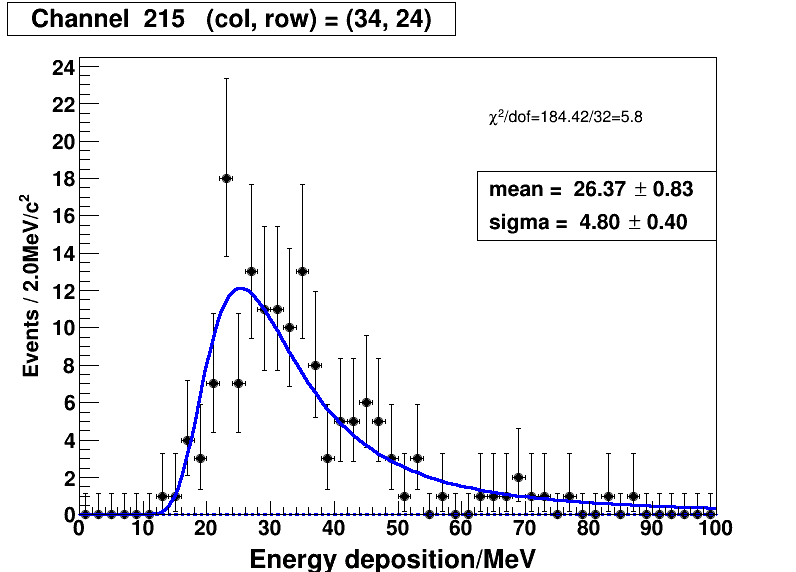 Channel 215 (col, row) = (34, 24)
χ²/dof=184.42/32=5.8
mean = 26.37 ± 0.83
sigma = 4.80 ± 0.40
Events / 2.0MeV/c²
24
22
20
18
16
14
12
10
8
6
4
2
0
0 10 20 30 40 50 60 70 80 90 100
Energy deposition/MeV